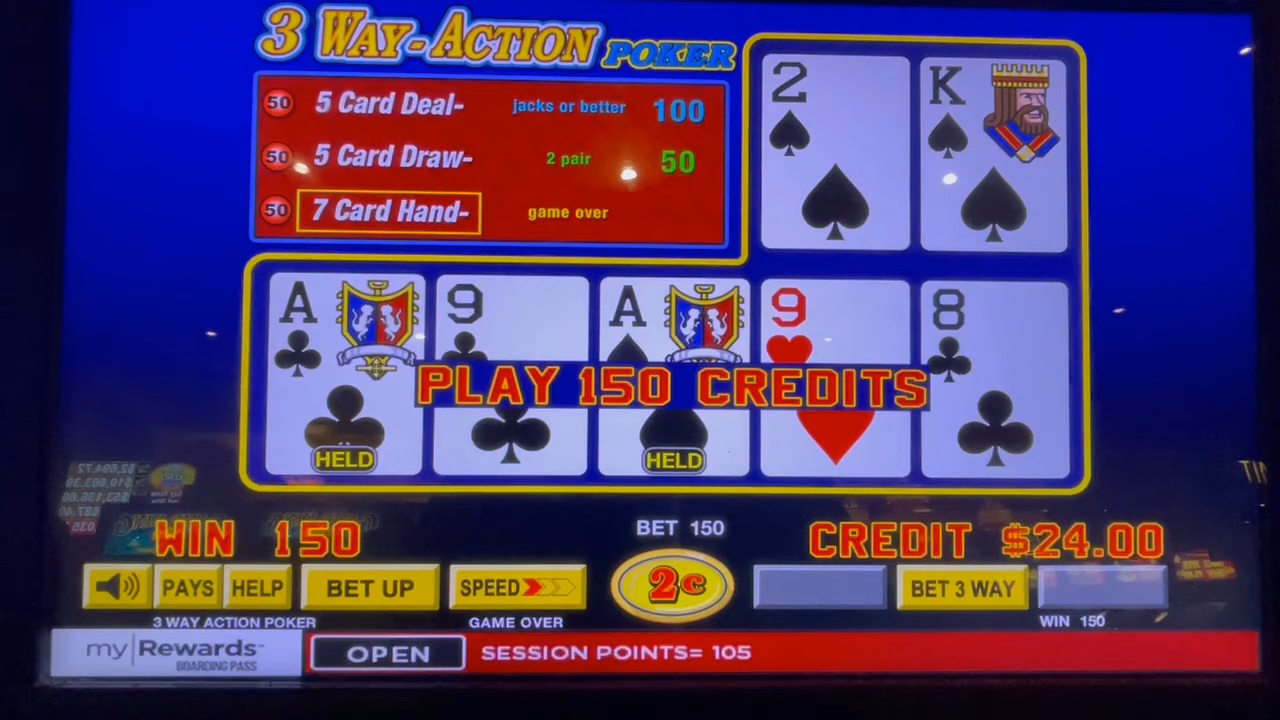 3 WAY-ACTION POKER
50 5 Card Deal- jacks or better 100
50 5 Card Draw- 2 pair 50
50 7 Card Hand- game over
2 K
A 9 A 9 8
PLAY 150 CREDITS
HELD HELD
WIN 150 BET 150 CREDIT $24.00
PAYS HELP BET UP SPEED 2¢ BET 3 WAY
3 WAY ACTION POKER GAME OVER WIN 150
my|Rewards OPEN SESSION POINTS= 105
BOARDING PASS